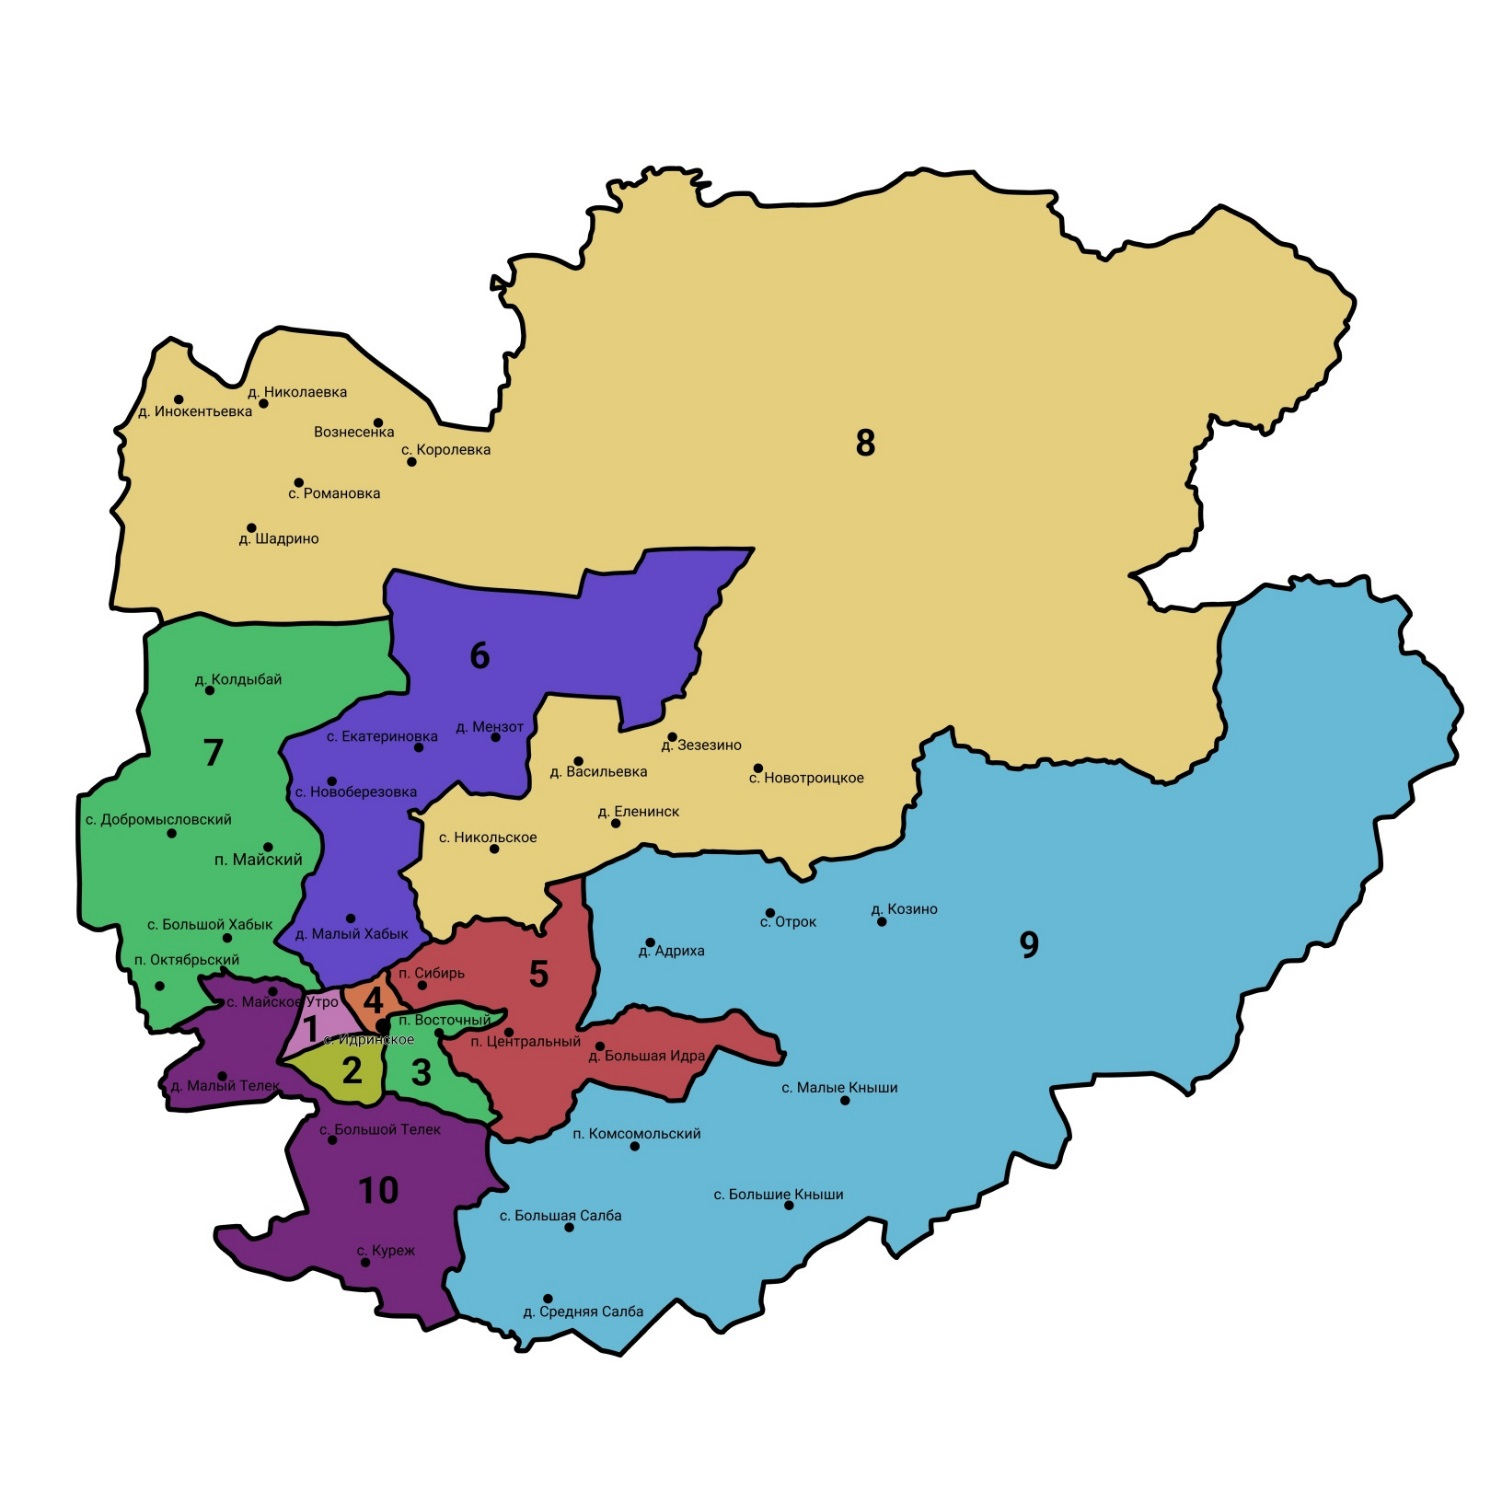 д. Николаевка
д. Инокентьевка
Вознесенка
с. Королевка
8
с. Романовка
д. Шадрино
6
д. Колдыбай
д. Мензот
с. Екатериновка
д. Зезезино
7
д. Васильевка
с. Новотроицкое
с. Новоберезовка
д. Еленинск
с. Добромысловский
с. Никольское
п. Майский
д. Козино
с. Отрок
с. Большой Хабык
д. Малый Хабык
9
д. Адриха
п. Октябрьский
п. Сибирь
5
с. Майское Утро
4
п. Восточный
1
с. Идринское
п. Центральный
д. Большая Идра
2
3
д. Малый Телек
с. Малые Кныши
с. Большой Телек
п. Комсомольский
10
с. Большие Кныши
с. Большая Салба
с. Куреж
д. Средняя Салба